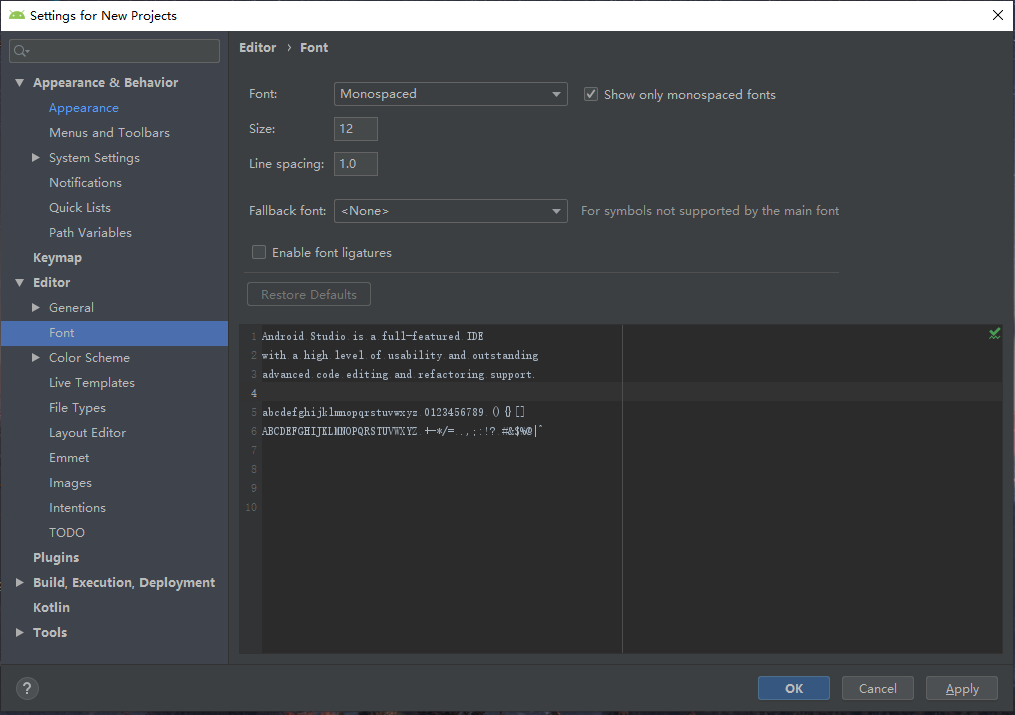 Settings for New Projects
Appearance & Behavior
Appearance
Menus and Toolbars
System Settings
Notifications
Quick Lists
Path Variables
Keymap
Editor
General
Font
Color Scheme
Live Templates
File Types
Layout Editor
Emmet
Images
Intentions
TODO
Plugins
Build, Execution, Deployment
Kotlin
Tools
Editor › Font
Font: Monospaced Show only monospaced fonts
Size: 12
Line spacing: 1.0
Fallback font: <None> For symbols not supported by the main font
Enable font ligatures
Restore Defaults
1 Android Studio is a full-featured IDE
2 with a high level of usability and outstanding
3 advanced code editing and refactoring support.
4
5 abcdefghijklmnopqrstuvwxyz 0123456789 (){}[]
6 ABCDEFGHIJKLMNOPQRSTUVWXYZ +-*/= .,;:!? #&$%@|^
7
8
9
10
? OK Cancel Apply